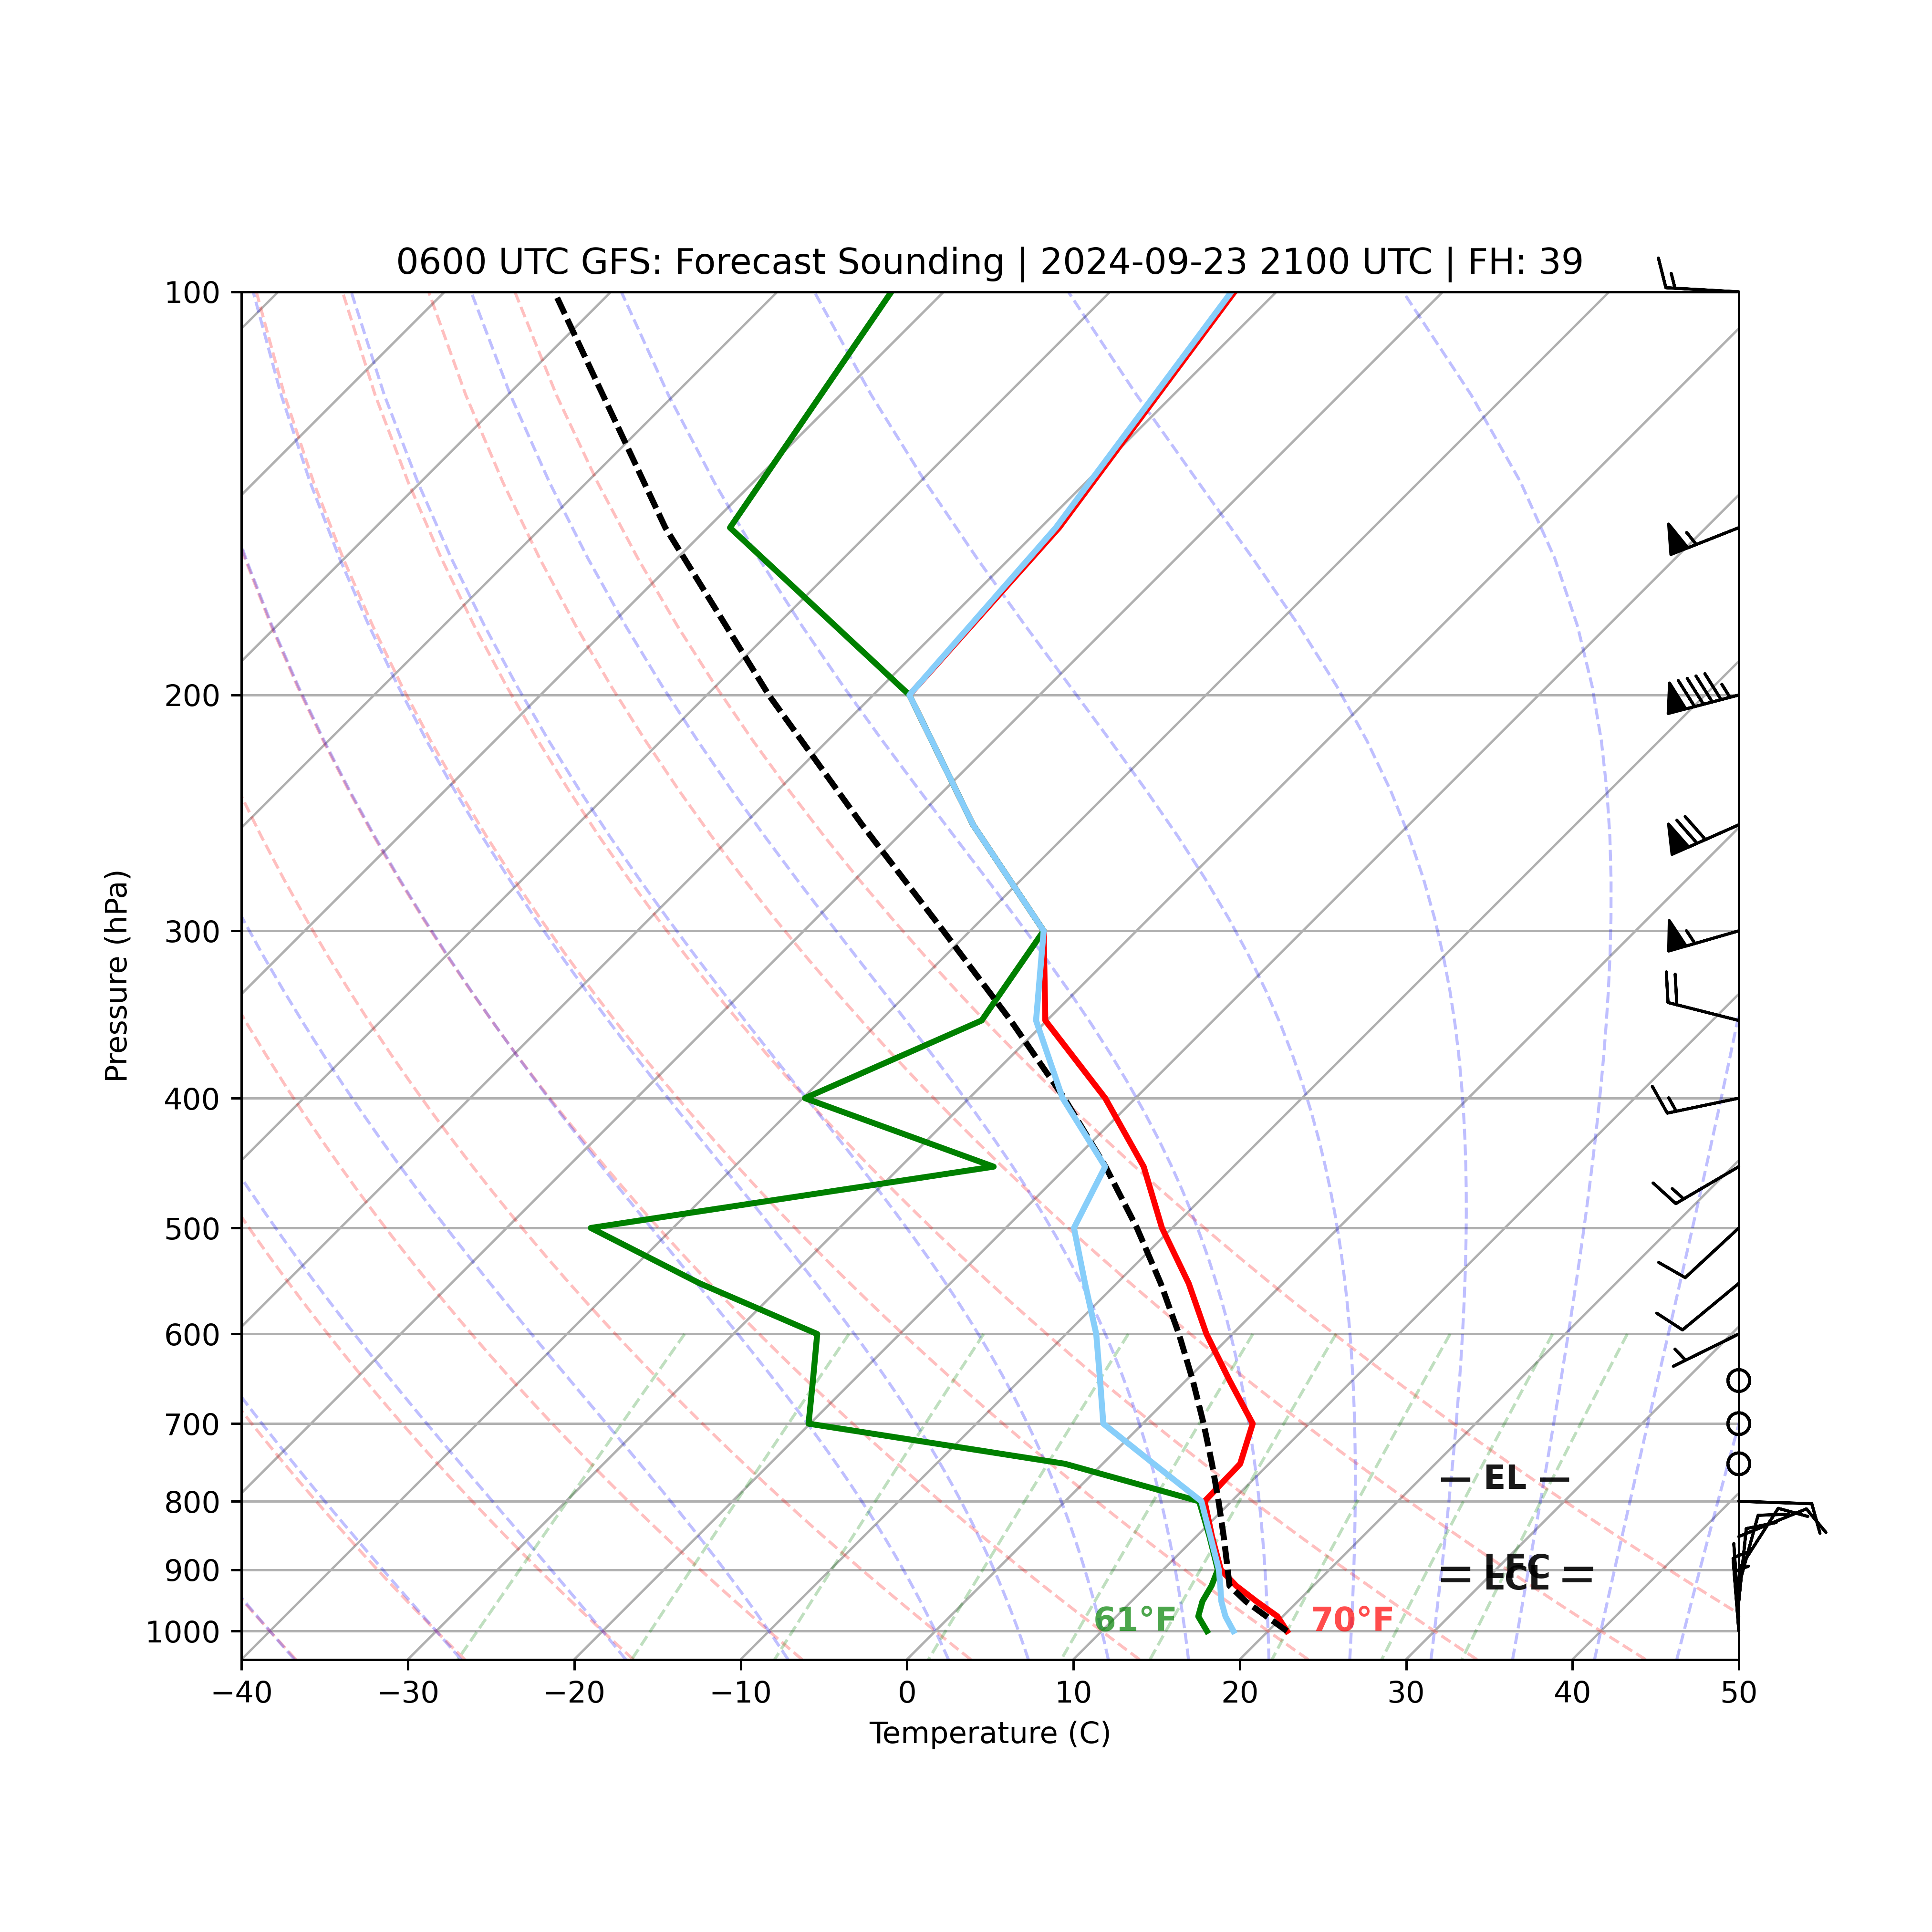 0600 UTC GFS: Forecast Sounding | 2024-09-23 2100 UTC | FH: 39
100
200
300
400
500
600
700
800
900
1000
Pressure (hPa)
— EL —
= LFC =
= LCL =
61°F
70°F
−40
−30
−20
−10
0
10
20
30
40
50
Temperature (C)